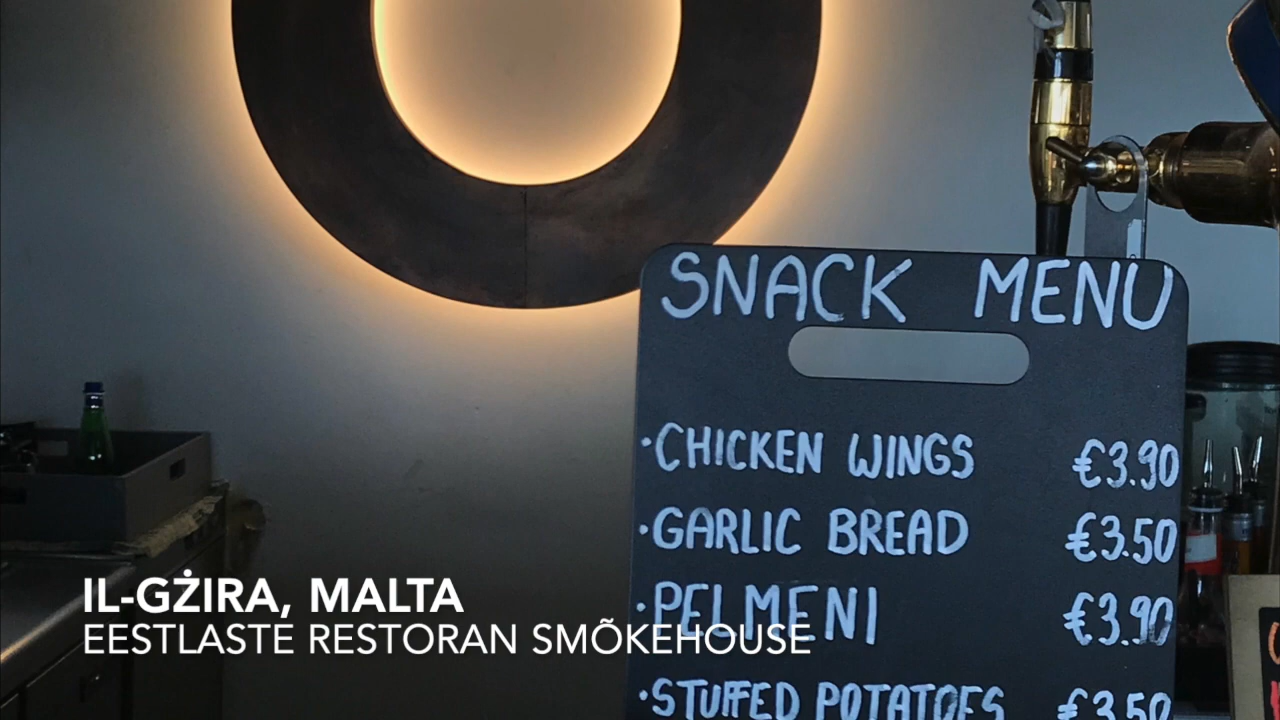 SNACK MENU
·CHICKEN WINGS €3.90
·GARLIC BREAD €3.50
·PELMENI €3.90
·STUFFED POTATOES €3.50
IL-GŻIRA, MALTA
EESTLASTE RESTORAN SMÕKEHOUSE